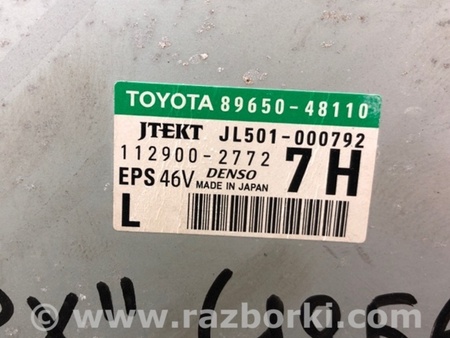 TOYOTA 89650-48110
JTEKT JL501-000792
112900-2772 7H
EPS 46V DENSO
MADE IN JAPAN
L
www.razborki.com